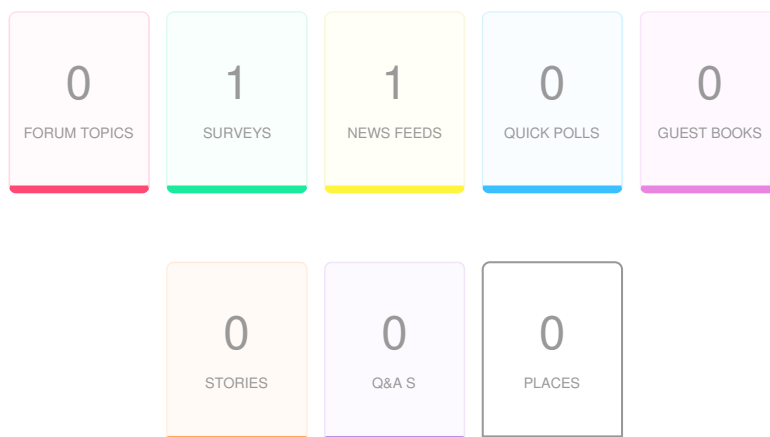 0 1 1 0 0
FORUM TOPICS SURVEYS NEWS FEEDS QUICK POLLS GUEST BOOKS
0 0 0
STORIES Q&A S PLACES